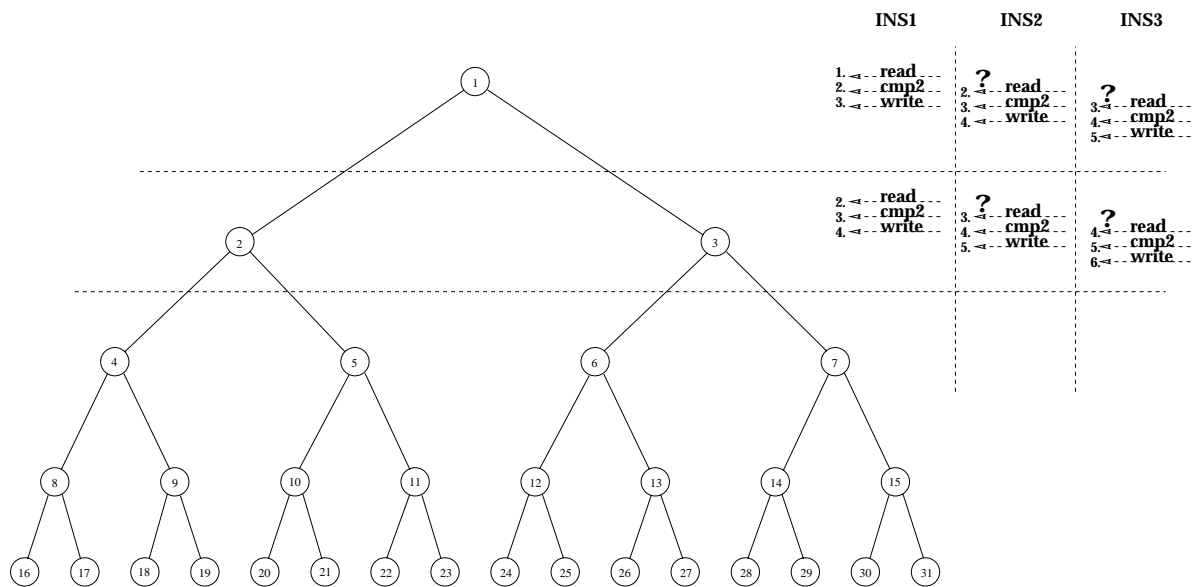 INS1 INS2 INS3
1. read
2. cmp2
3. write
?
2. read
3. cmp2
4. write
?
3. read
4. cmp2
5. write
1
2. read
3. cmp2
4. write
?
3. read
4. cmp2
5. write
?
4. read
5. cmp2
6. write
2 3
4 5 6 7
8 9 10 11 12 13 14 15
16 17 18 19 20 21 22 23 24 25 26 27 28 29 30 31